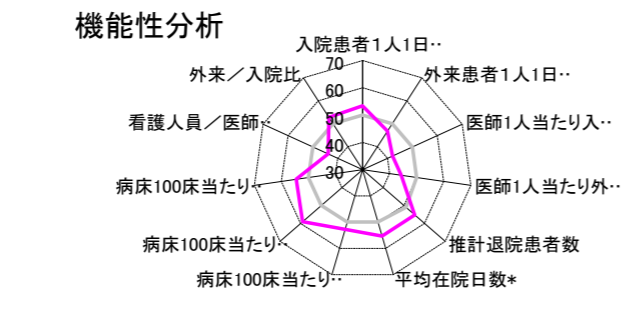 機能性分析
入院患者1人1日‥
外来患者1人1日‥
医師1人当たり入‥
医師1人当たり外‥
推計退院患者数
平均在院日数*
病床100床当たり‥
病床100床当たり‥
病床100床当たり‥
看護人員／医師‥
外来／入院比
70
60
50
40
30